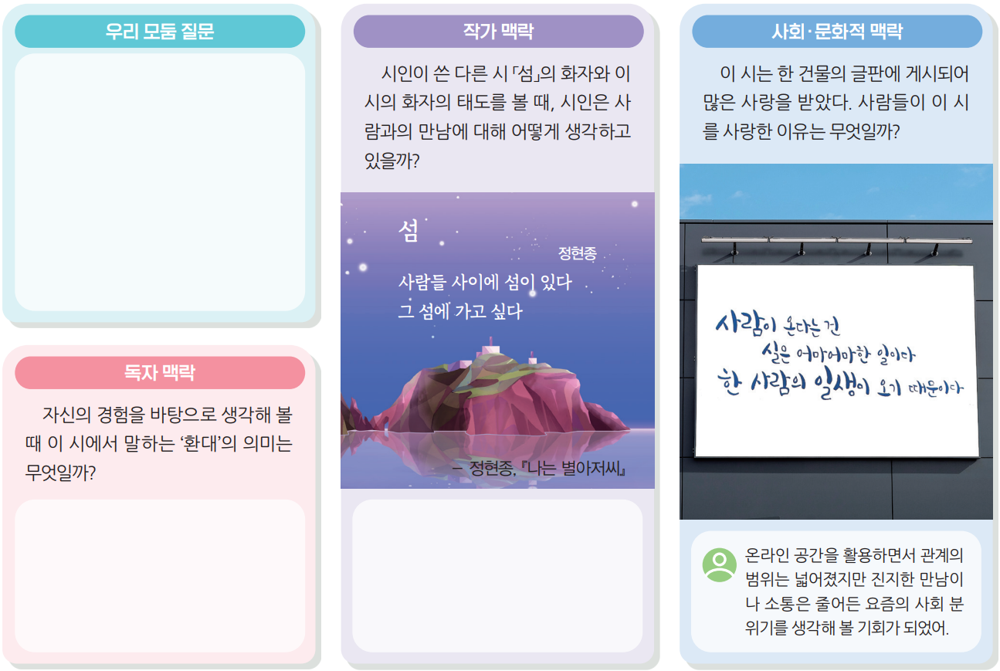 우리 모둠 질문
독자 맥락
자신의 경험을 바탕으로 생각해 볼
때 이 시에서 말하는 ‘환대’의 의미는
무엇일까?
작가 맥락
시인이 쓴 다른 시 「섬」의 화자와 이
시의 화자의 태도를 볼 때, 시인은 사
람과의 만남에 대해 어떻게 생각하고
있을까?
섬
정현종
사람들 사이에 섬이 있다
그 섬에 가고 싶다
– 정현종, 『나는 별아저씨』
사회·문화적 맥락
이 시는 한 건물의 글판에 게시되어
많은 사랑을 받았다. 사람들이 이 시
를 사랑한 이유는 무엇일까?
사람이 온다는 건
실은 어마어마한 일이다
한 사람의 일생이 오기 때문이다
온라인 공간을 활용하면서 관계의
범위는 넓어졌지만 진지한 만남이
나 소통은 줄어든 요즘의 사회 분
위기를 생각해 볼 기회가 되었어.